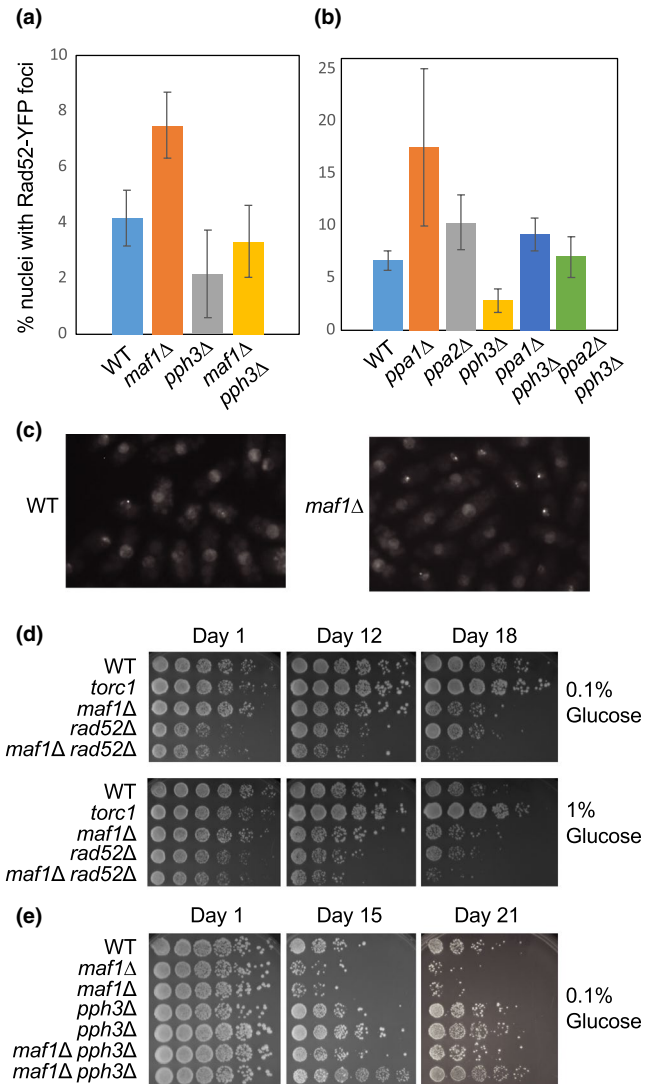 (a)
% nuclei with Rad52-YFP foci
10
8
6
4
2
0
WT
maf1Δ
pph3Δ
maf1Δ
pph3Δ
(b)
25
20
15
10
5
0
WT
ppa1Δ
ppa2Δ
pph3Δ
ppa1Δ
pph3Δ
ppa2Δ
pph3Δ
(c)
WT
maf1Δ
(d)
Day 1 Day 12 Day 18
WT
torc1
maf1Δ
rad52Δ
maf1Δ rad52Δ
0.1%
Glucose
WT
torc1
maf1Δ
rad52Δ
maf1Δ rad52Δ
1%
Glucose
(e)
Day 1 Day 15 Day 21
WT
maf1Δ
maf1Δ
pph3Δ
pph3Δ
maf1Δ pph3Δ
maf1Δ pph3Δ
0.1%
Glucose